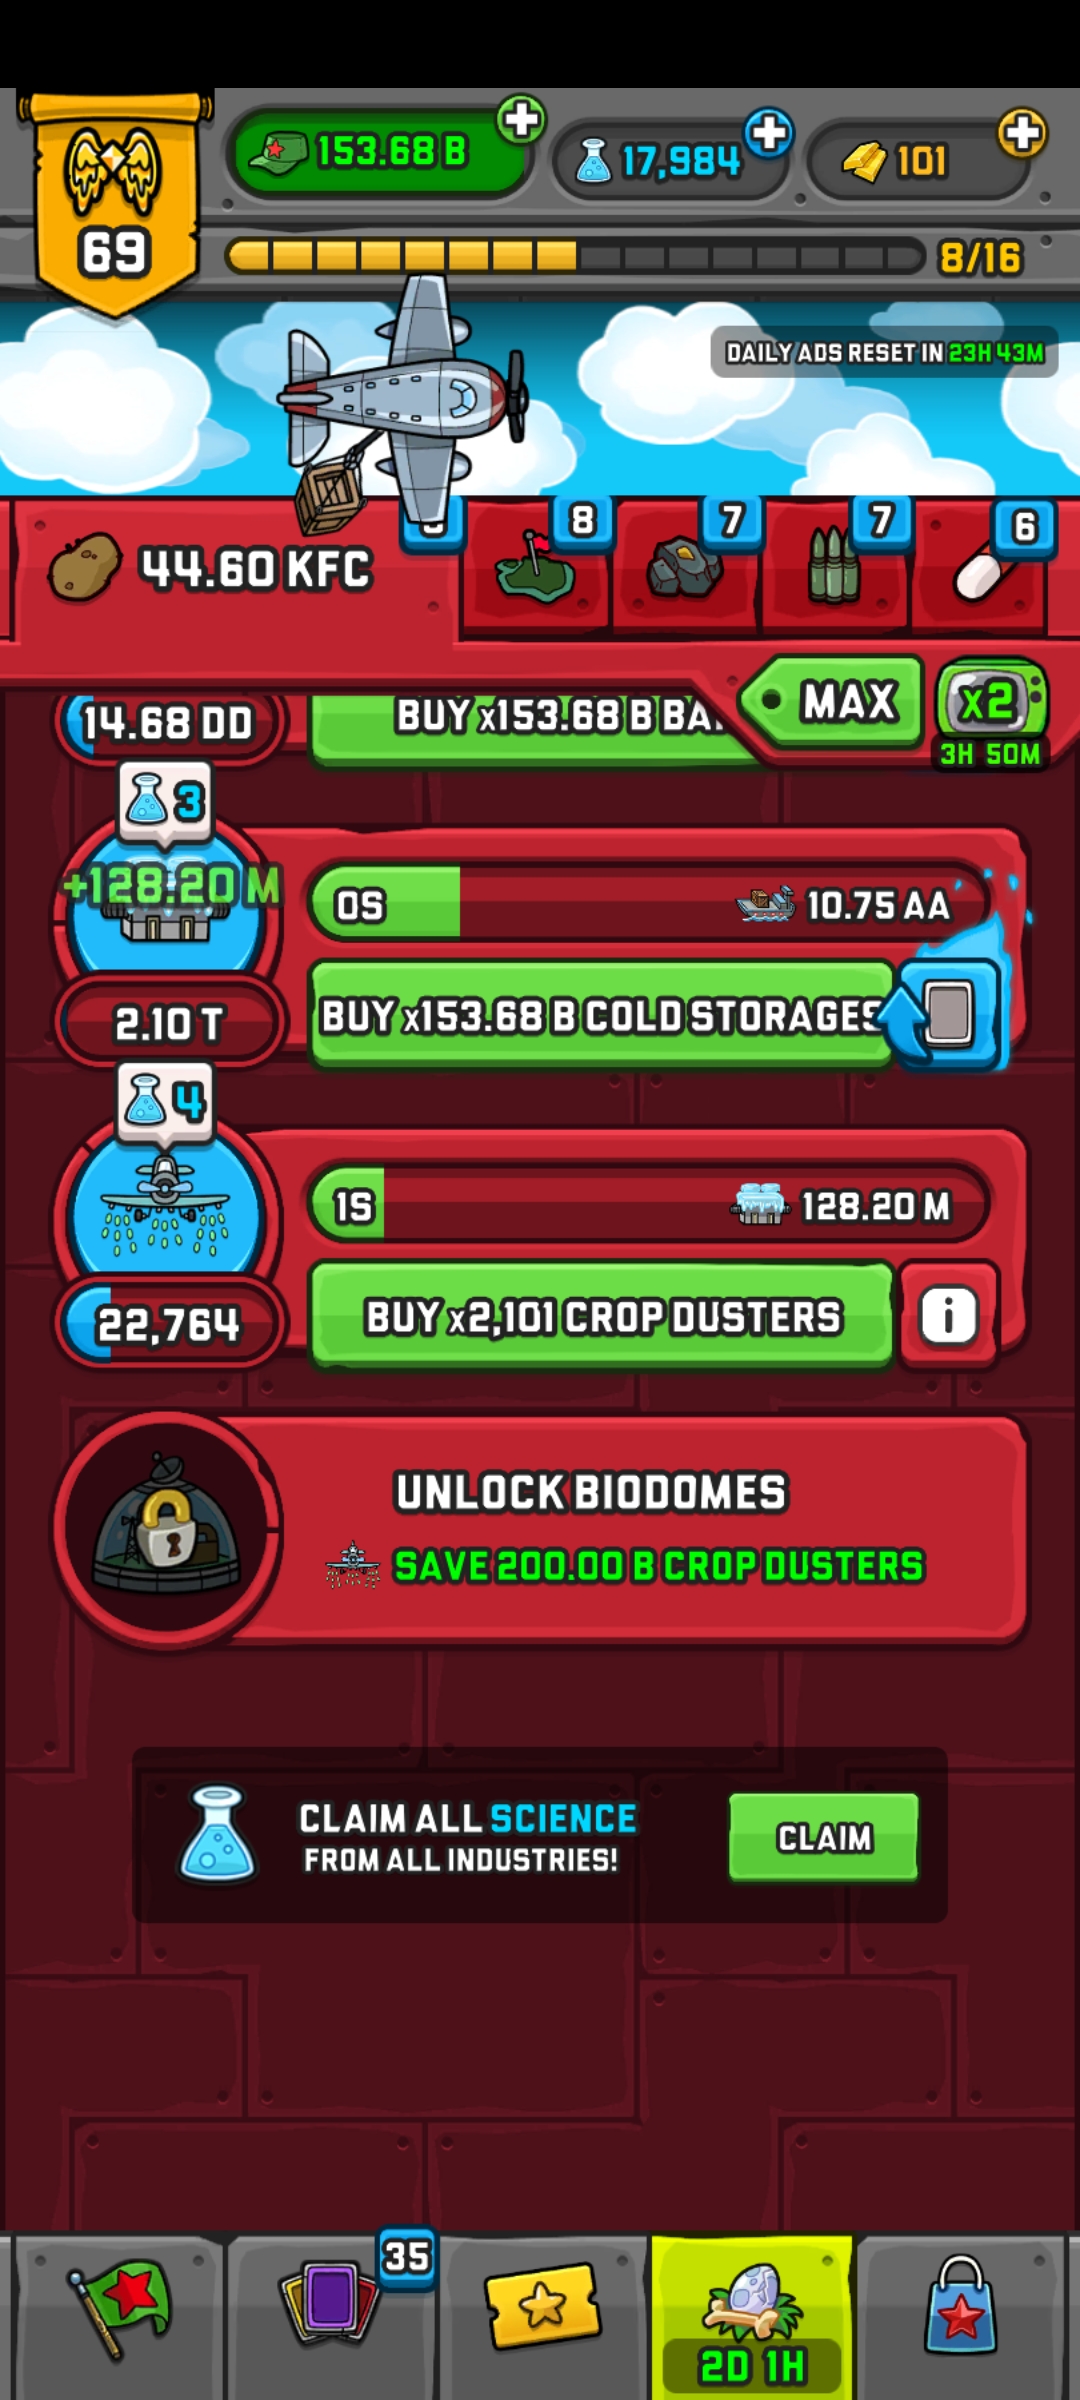 69
153.68 B
17,984
101
8/16
DAILY ADS RESET IN 23H 43M
44.60 KFC
8
7
7
6
MAX
x2
3H 50M
14.68 DD
BUY x153.68 B
3
+128.20 M
0S
10.75 AA
2.10 T
BUY x153.68 B COLD STORAGES
4
1S
128.20 M
22,764
BUY x2,101 CROP DUSTERS
i
UNLOCK BIODOMES
SAVE 200.00 B CROP DUSTERS
CLAIM ALL SCIENCE
FROM ALL INDUSTRIES!
CLAIM
35
2D 1H